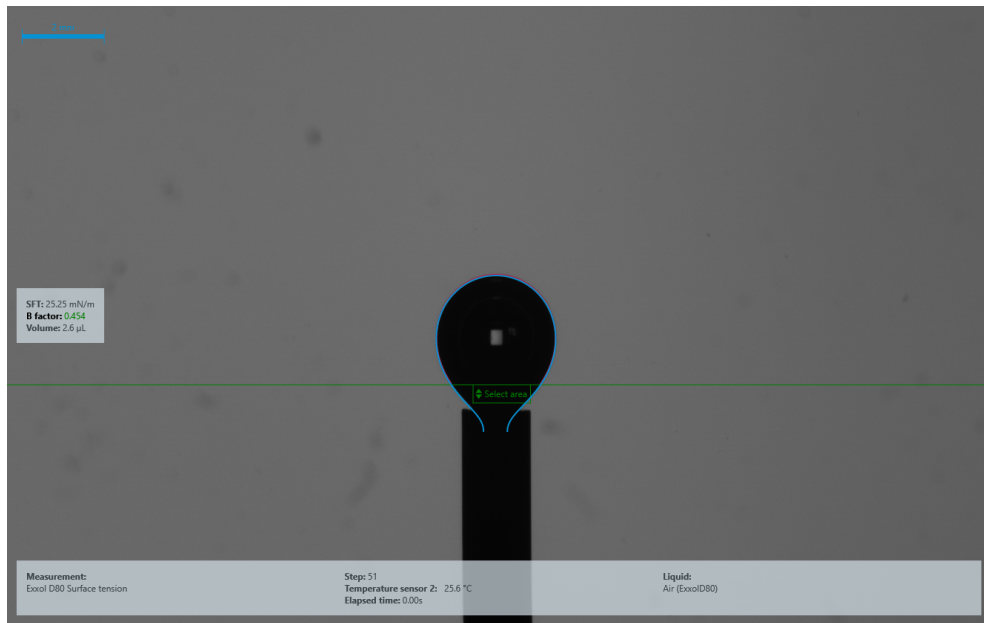 SFT: 25.25 mN/m
B factor: 0.454
Volume: 2.6 µL
Select area
Measurement:
Exxol D80 Surface tension
Step: 51
Temperature sensor 2: 25.6 °C
Elapsed time: 0.00s
Liquid:
Air (ExxolD80)